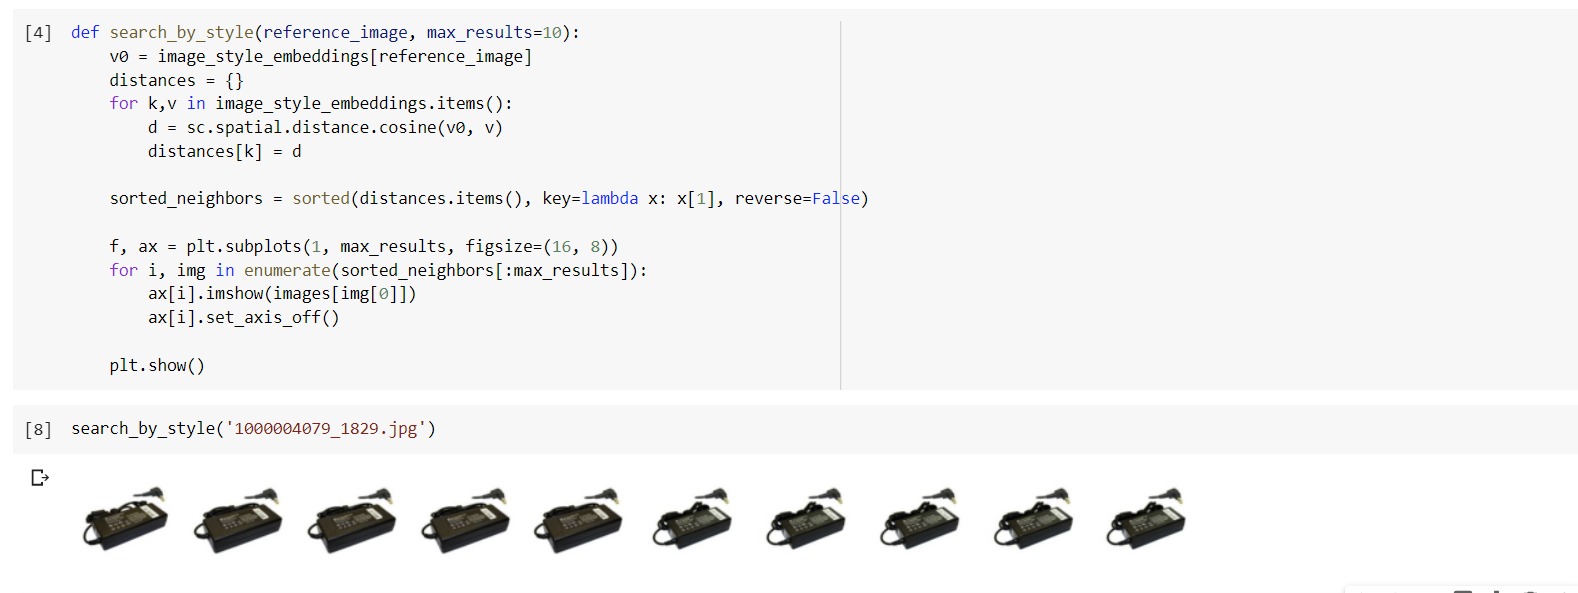 [4] def search_by_style(reference_image, max_results=10):
v0 = image_style_embeddings[reference_image]
distances = {}
for k,v in image_style_embeddings.items():
d = sc.spatial.distance.cosine(v0, v)
distances[k] = d
sorted_neighbors = sorted(distances.items(), key=lambda x: x[1], reverse=False)
f, ax = plt.subplots(1, max_results, figsize=(16, 8))
for i, img in enumerate(sorted_neighbors[:max_results]):
ax[i].imshow(images[img[0]])
ax[i].set_axis_off()
plt.show()
[8] search_by_style('1000004079_1829.jpg')